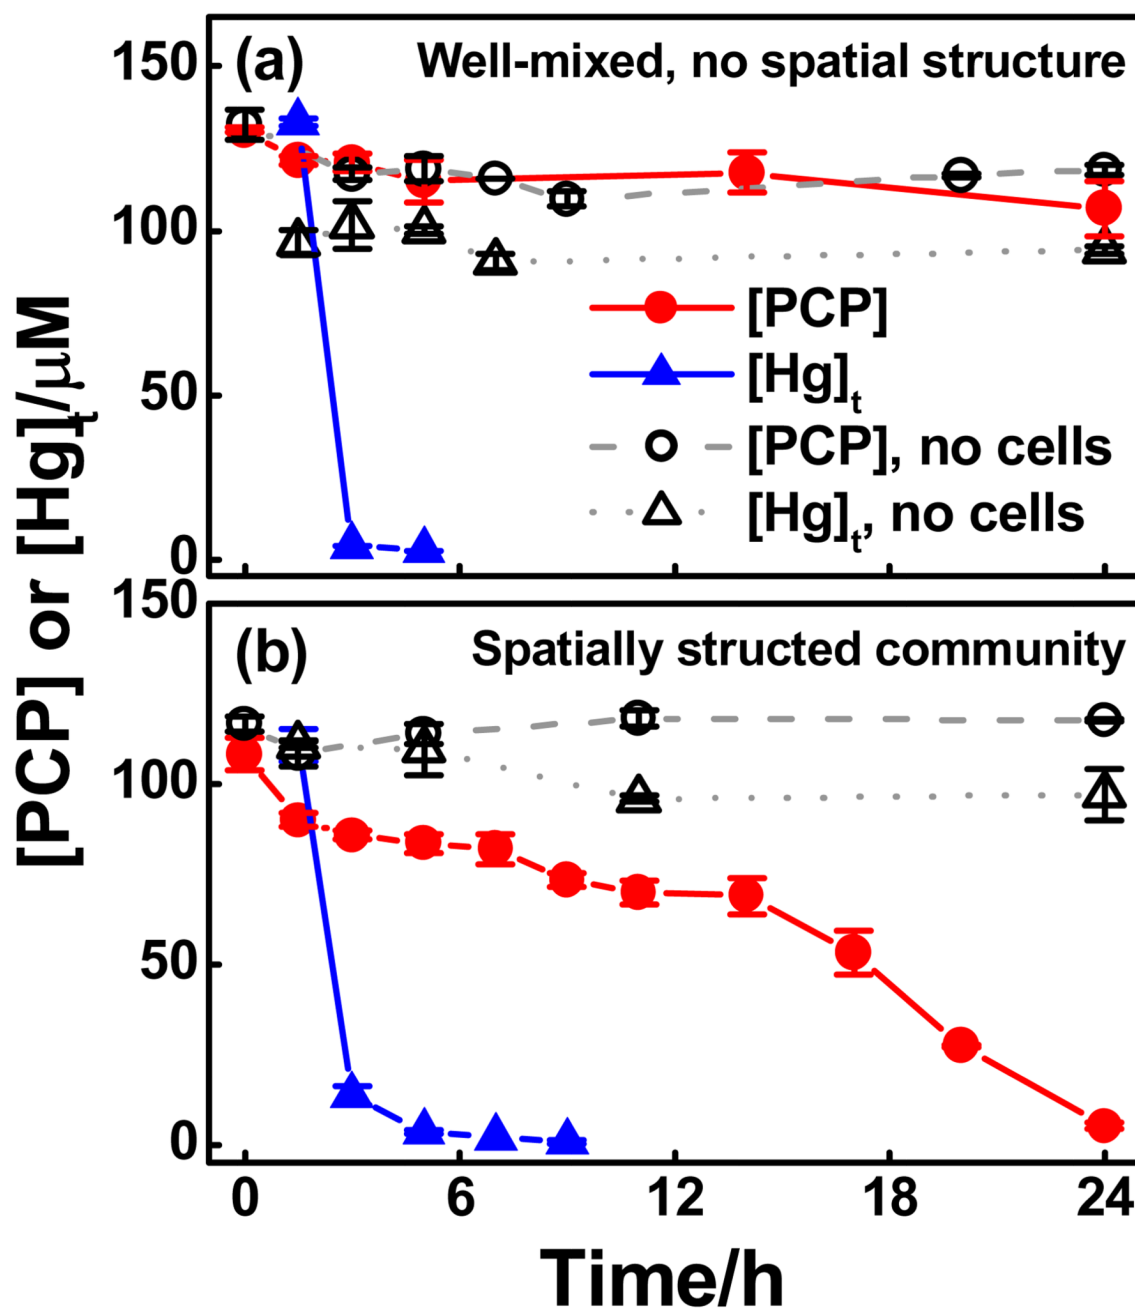 [PCP] or [Hg]t/μM
150
100
50
0
(a)
Well-mixed, no spatial structure
[PCP]
[Hg]t
[PCP], no cells
[Hg]t, no cells
150
100
50
0
(b)
Spatially structed community
0 6 12 18 24
Time/h